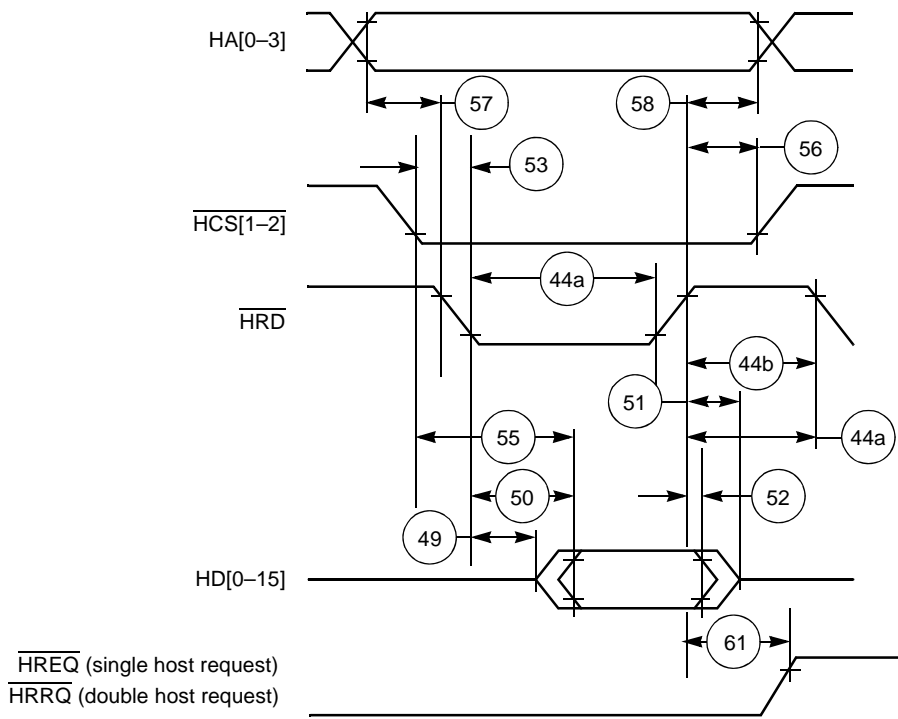 HA[0–3]
57
58
53
56
HCS[1–2]
44a
HRD
44b
51
55
44a
50
52
49
HD[0–15]
61
HREQ (single host request)
HRRQ (double host request)